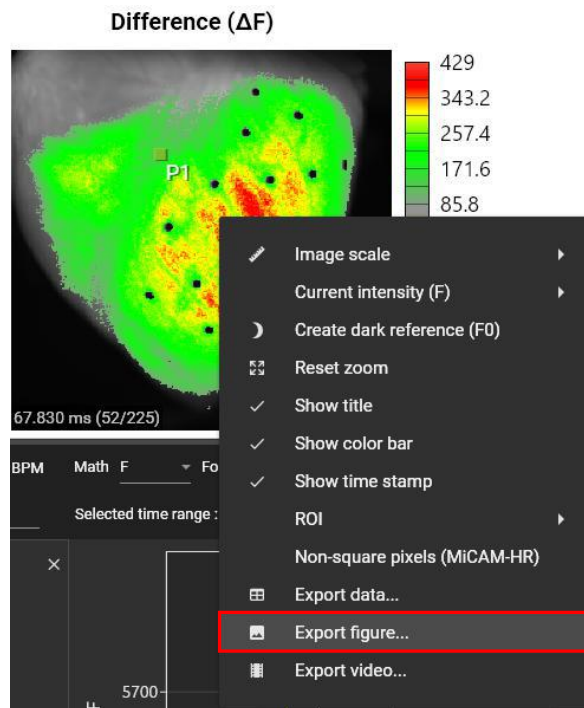 Difference (ΔF)
429
343.2
257.4
171.6
85.8
P1
67.830 ms (52/225)
Image scale
Current intensity (F)
Create dark reference (F0)
Reset zoom
Show title
Show color bar
Show time stamp
ROI
Non-square pixels (MiCAM-HR)
Export data...
Export figure...
Export video...
BPM Math F Fo
Selected time range :
5700
F